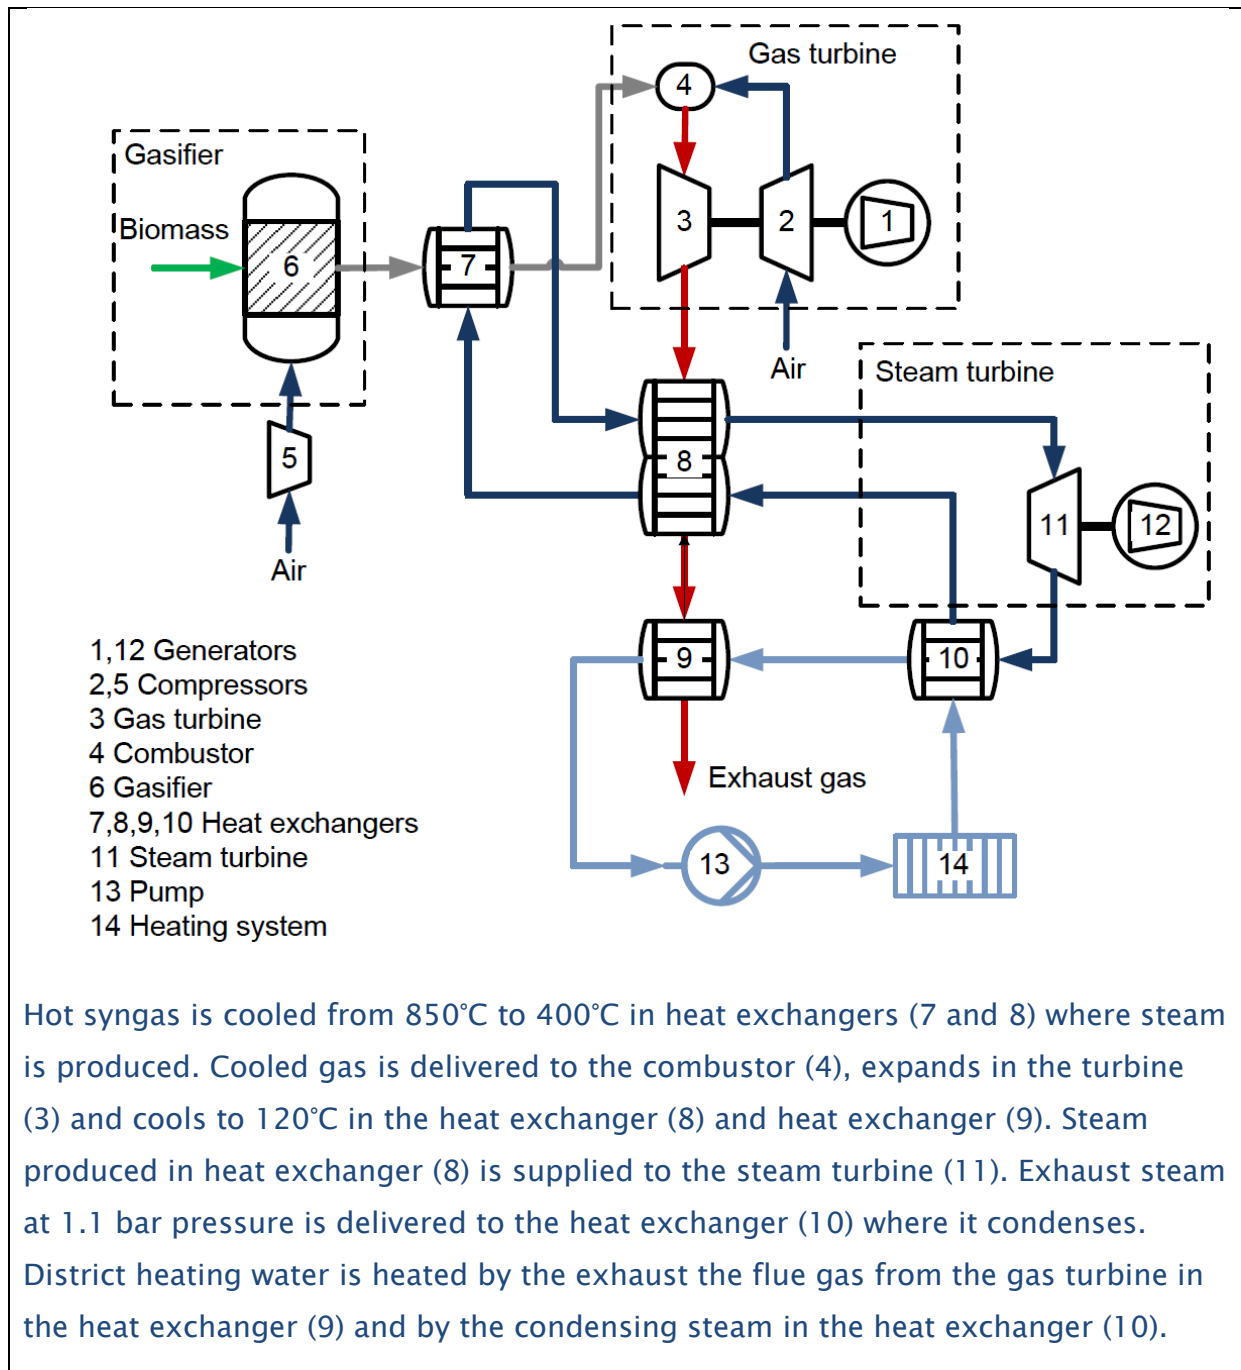 Gas turbine
4
Gasifier
Biomass
6
7
3
2
1
Air
Steam turbine
5
8
11
12
Air
9
10
1,12 Generators
2,5 Compressors
3 Gas turbine
4 Combustor
6 Gasifier
7,8,9,10 Heat exchangers
11 Steam turbine
13 Pump
14 Heating system
Exhaust gas
13
14
Hot syngas is cooled from 850°C to 400°C in heat exchangers (7 and 8) where steam
is produced. Cooled gas is delivered to the combustor (4), expands in the turbine
(3) and cools to 120°C in the heat exchanger (8) and heat exchanger (9). Steam
produced in heat exchanger (8) is supplied to the steam turbine (11). Exhaust steam
at 1.1 bar pressure is delivered to the heat exchanger (10) where it condenses.
District heating water is heated by the exhaust the flue gas from the gas turbine in
the heat exchanger (9) and by the condensing steam in the heat exchanger (10).